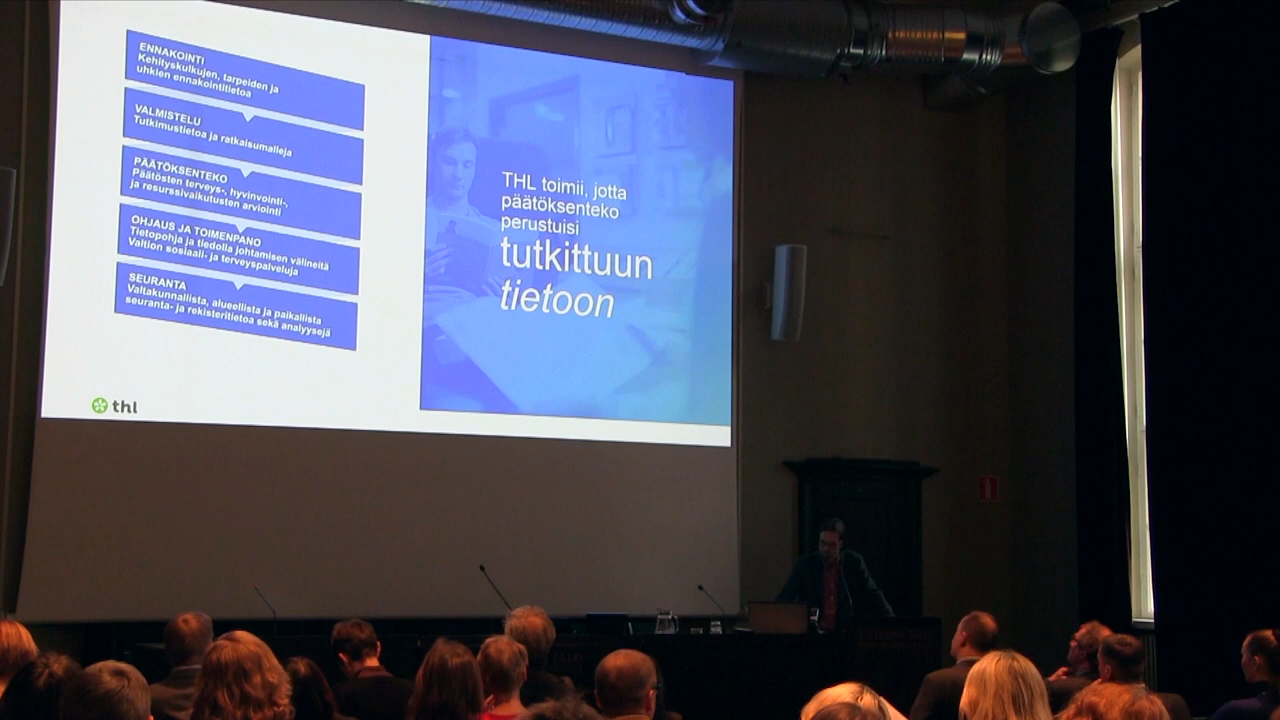 ENNAKOINTI
Kehityskulkujen, tarpeiden ja
uhkien ennakointitietoa
VALMISTELU
Tutkimustietoa ja ratkaisumalleja
PÄÄTÖKSENTEKO
Päätösten terveys-, hyvinvointi-,
ja resurssivaikutusten arviointi
OHJAUS JA TOIMENPANO
Tietopohja ja tiedolla johtamisen välineitä
Valtion sosiaali- ja terveyspalveluja
SEURANTA
Valtakunnallista, alueellista ja paikallista
seuranta- ja rekisteritietoa sekä analyysejä
thl
THL toimii, jotta
päätöksenteko
perustuisi
tutkittuun
tietoon